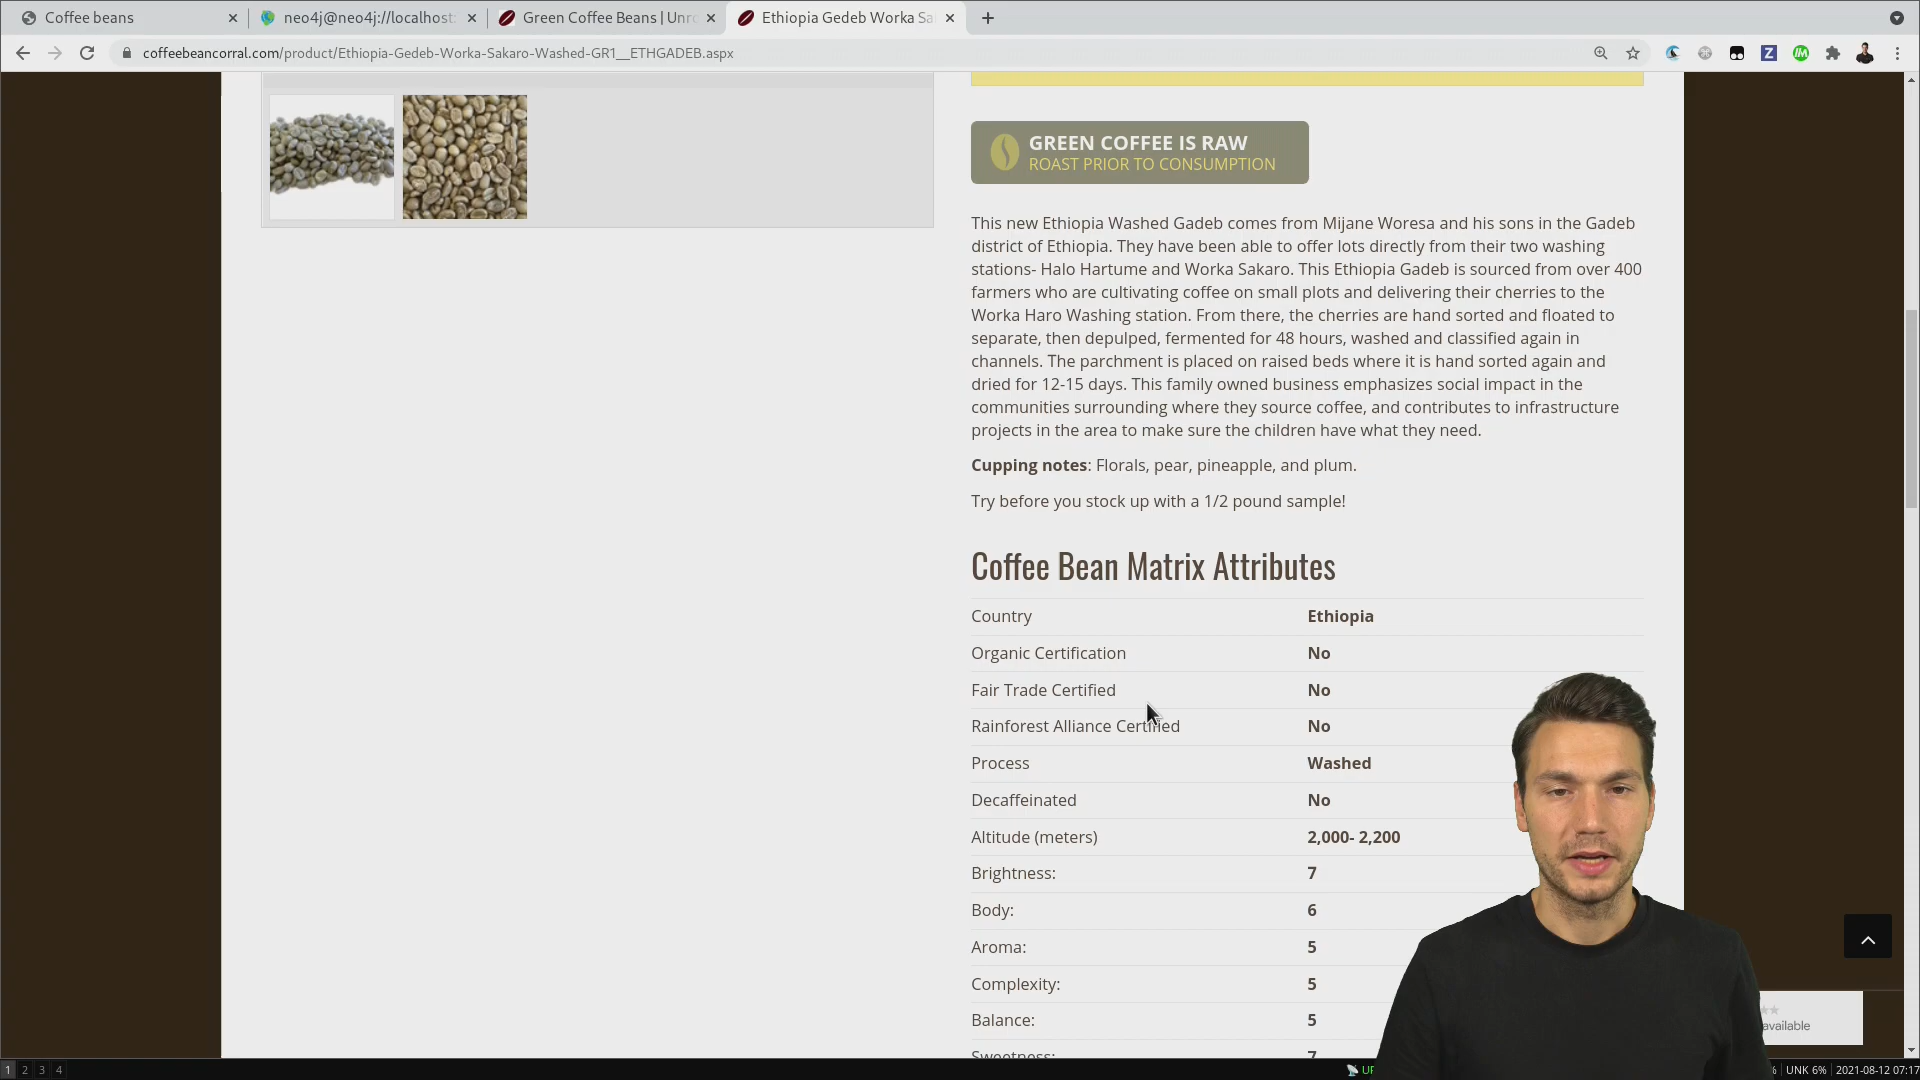 Coffee beans
neo4j@neo4j://localhost:
Green Coffee Beans | Unro
Ethiopia Gedeb Worka Sa
coffeebeancorral.com/product/Ethiopia-Gedeb-Worka-Sakaro-Washed-GR1__ETHGADEB.aspx
GREEN COFFEE IS RAW
ROAST PRIOR TO CONSUMPTION
This new Ethiopia Washed Gadeb comes from Mijane Woresa and his sons in the Gadeb
district of Ethiopia. They have been able to offer lots directly from their two washing
stations- Halo Hartume and Worka Sakaro. This Ethiopia Gadeb is sourced from over 400
farmers who are cultivating coffee on small plots and delivering their cherries to the
Worka Haro Washing station. From there, the cherries are hand sorted and floated to
separate, then depulped, fermented for 48 hours, washed and classified again in
channels. The parchment is placed on raised beds where it is hand sorted again and
dried for 12-15 days. This family owned business emphasizes social impact in the
communities surrounding where they source coffee, and contributes to infrastructure
projects in the area to make sure the children have what they need.
Cupping notes: Florals, pear, pineapple, and plum.
Try before you stock up with a 1/2 pound sample!
Coffee Bean Matrix Attributes
Country Ethiopia
Organic Certification No
Fair Trade Certified No
Rainforest Alliance Certified No
Process Washed
Decaffeinated No
Altitude (meters) 2,000- 2,200
Brightness: 7
Body: 6
Aroma: 5
Complexity: 5
Balance: 5
Sweetness: 7
available
1 2 3 4
UNK 6% 2021-08-12 07:17